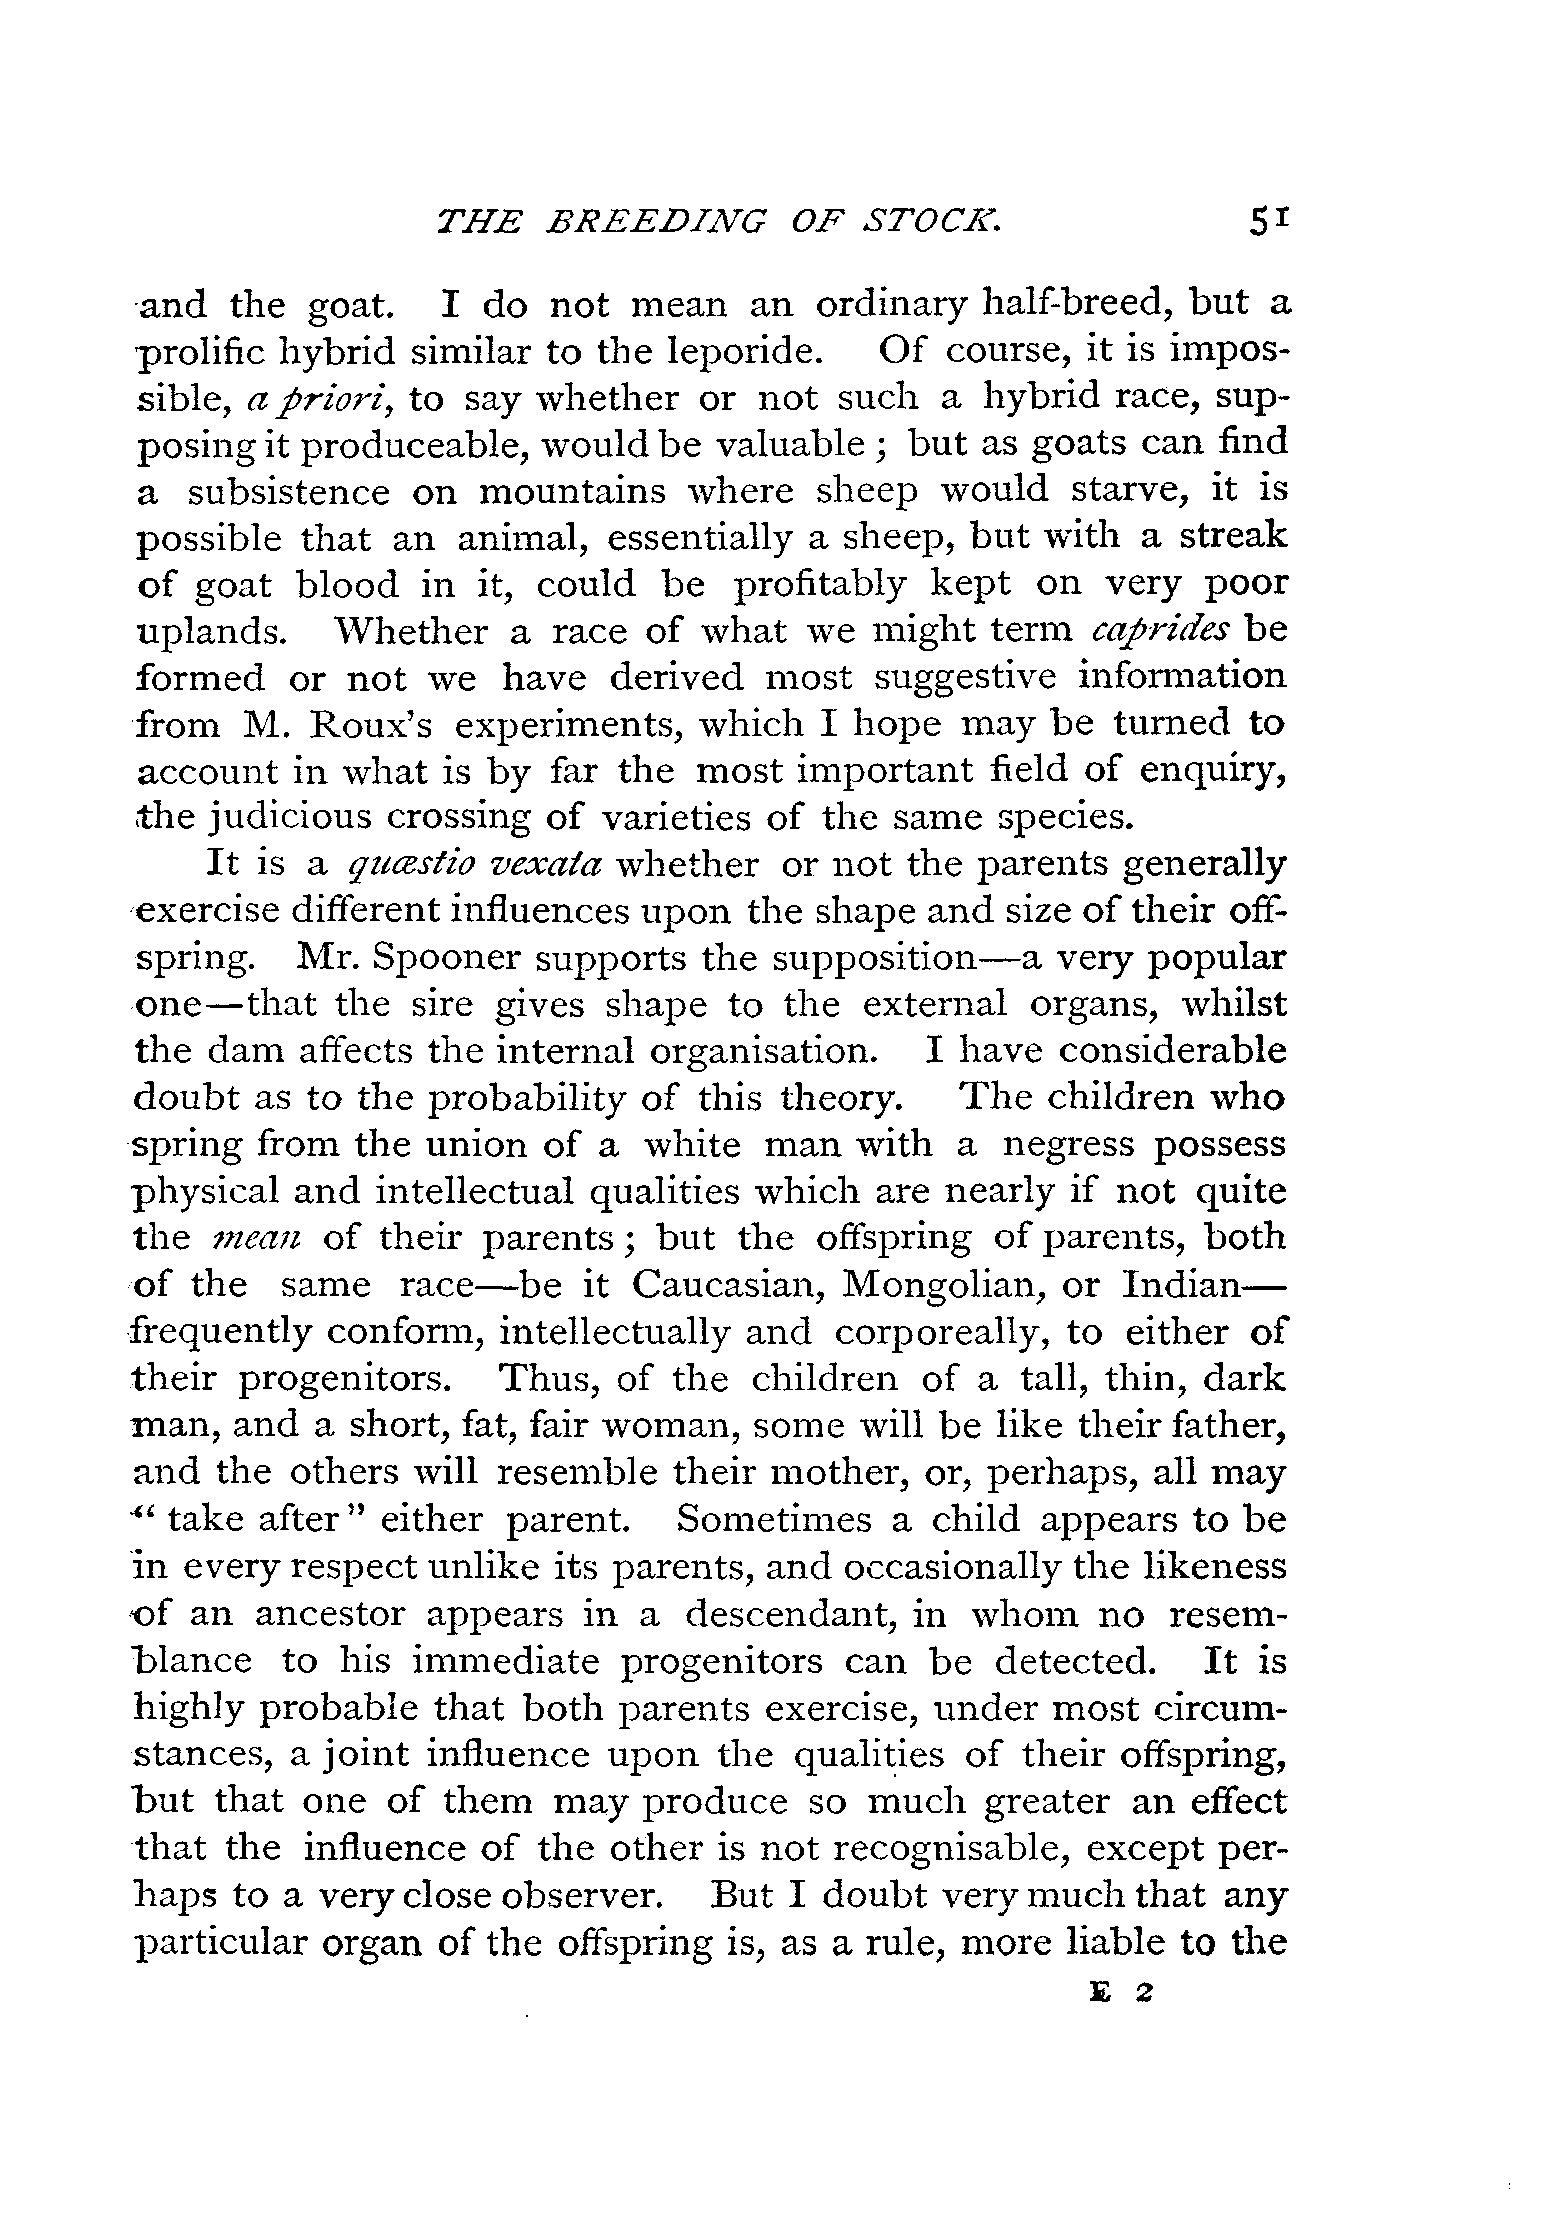 THE BREEDING OF STOCK. 51
and the goat. I do not mean an ordinary half-breed, but a
prolific hybrid similar to the leporide. Of course, it is impos-
sible, a priori, to say whether or not such a hybrid race, sup-
posing it produceable, would be valuable ; but as goats can find
a subsistence on mountains where sheep would starve, it is
possible that an animal, essentially a sheep, but with a streak
of goat blood in it, could be profitably kept on very poor
uplands. Whether a race of what we might term caprides be
formed or not we have derived most suggestive information
from M. Roux's experiments, which I hope may be turned to
account in what is by far the most important field of enquiry,
the judicious crossing of varieties of the same species.
It is a quæstio vexata whether or not the parents generally
exercise different influences upon the shape and size of their off-
spring. Mr. Spooner supports the supposition—a very popular
one—that the sire gives shape to the external organs, whilst
the dam affects the internal organisation. I have considerable
doubt as to the probability of this theory. The children who
spring from the union of a white man with a negress possess
physical and intellectual qualities which are nearly if not quite
the mean of their parents ; but the offspring of parents, both
of the same race—be it Caucasian, Mongolian, or Indian—
frequently conform, intellectually and corporeally, to either of
their progenitors. Thus, of the children of a tall, thin, dark
man, and a short, fat, fair woman, some will be like their father,
and the others will resemble their mother, or, perhaps, all may
“ take after ” either parent. Sometimes a child appears to be
in every respect unlike its parents, and occasionally the likeness
of an ancestor appears in a descendant, in whom no resem-
blance to his immediate progenitors can be detected. It is
highly probable that both parents exercise, under most circum-
stances, a joint influence upon the qualities of their offspring,
but that one of them may produce so much greater an effect
that the influence of the other is not recognisable, except per-
haps to a very close observer. But I doubt very much that any
particular organ of the offspring is, as a rule, more liable to the
E 2